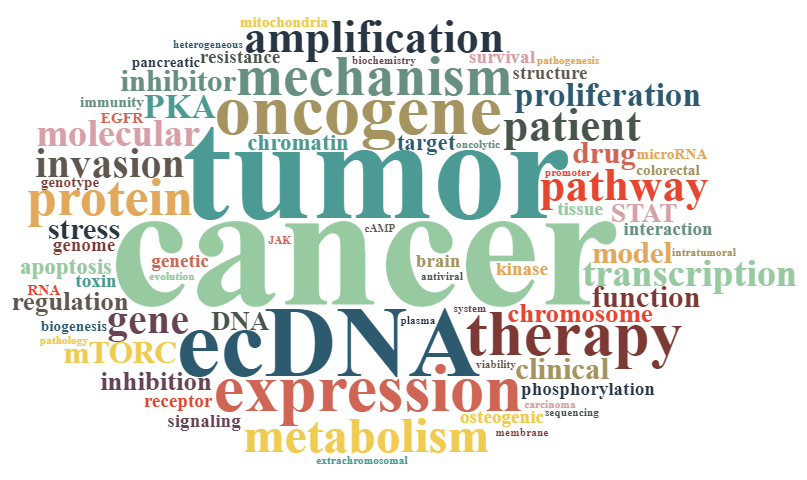 mitochondria
heterogeneous
amplification
survival
pathogenesis
pancreatic
resistance
biochemistry
structure
inhibitor
mechanism
proliferation
immunity
PKA
oncogene
patient
EGFR
molecular
chromatin
target
oncolytic
drug
microRNA
invasion
tumor
promoter
colorectal
genotype
pathway
protein
tissue
STAT
stress
cancer
cAMP
interaction
genome
JAK
model
intratumoral
apoptosis
genetic
brain
kinase
transcription
evolution
antiviral
toxin
RNA
regulation
function
biogenesis
gene
DNA
ecDNA
plasma
system
chromosome
pathology
mTORC
therapy
viability
clinical
inhibition
expression
phosphorylation
receptor
carcinoma
signaling
osteogenic
sequencing
metabolism
membrane
extrachromosomal